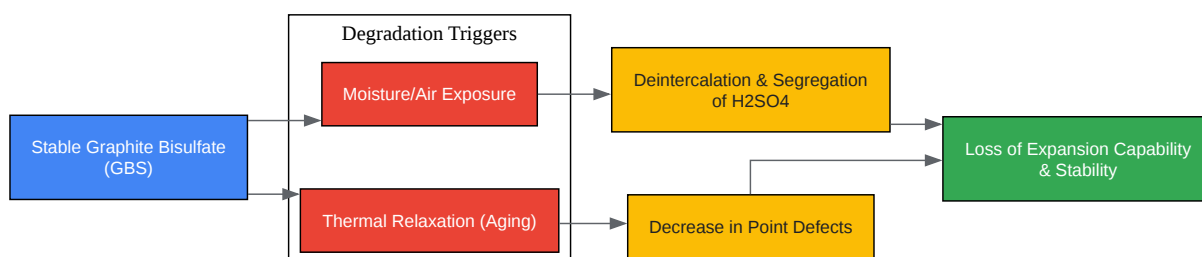 Degradation Triggers
Stable Graphite Bisulfate
(GBS)
Moisture/Air Exposure
Thermal Relaxation (Aging)
Deintercalation & Segregation
of H2SO4
Decrease in Point Defects
Loss of Expansion Capability
& Stability